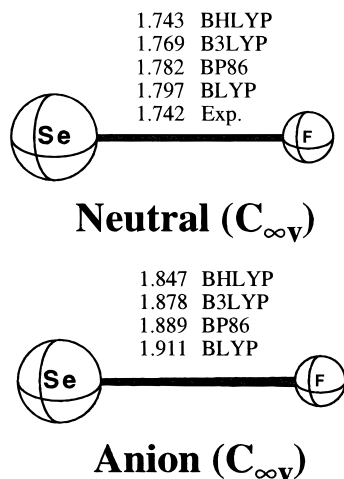 1.743 BHLYP
1.769 B3LYP
1.782 BP86
1.797 BLYP
1.742 Exp.
Se F
Neutral (C∞v)
1.847 BHLYP
1.878 B3LYP
1.889 BP86
1.911 BLYP
Se F
Anion (C∞v)